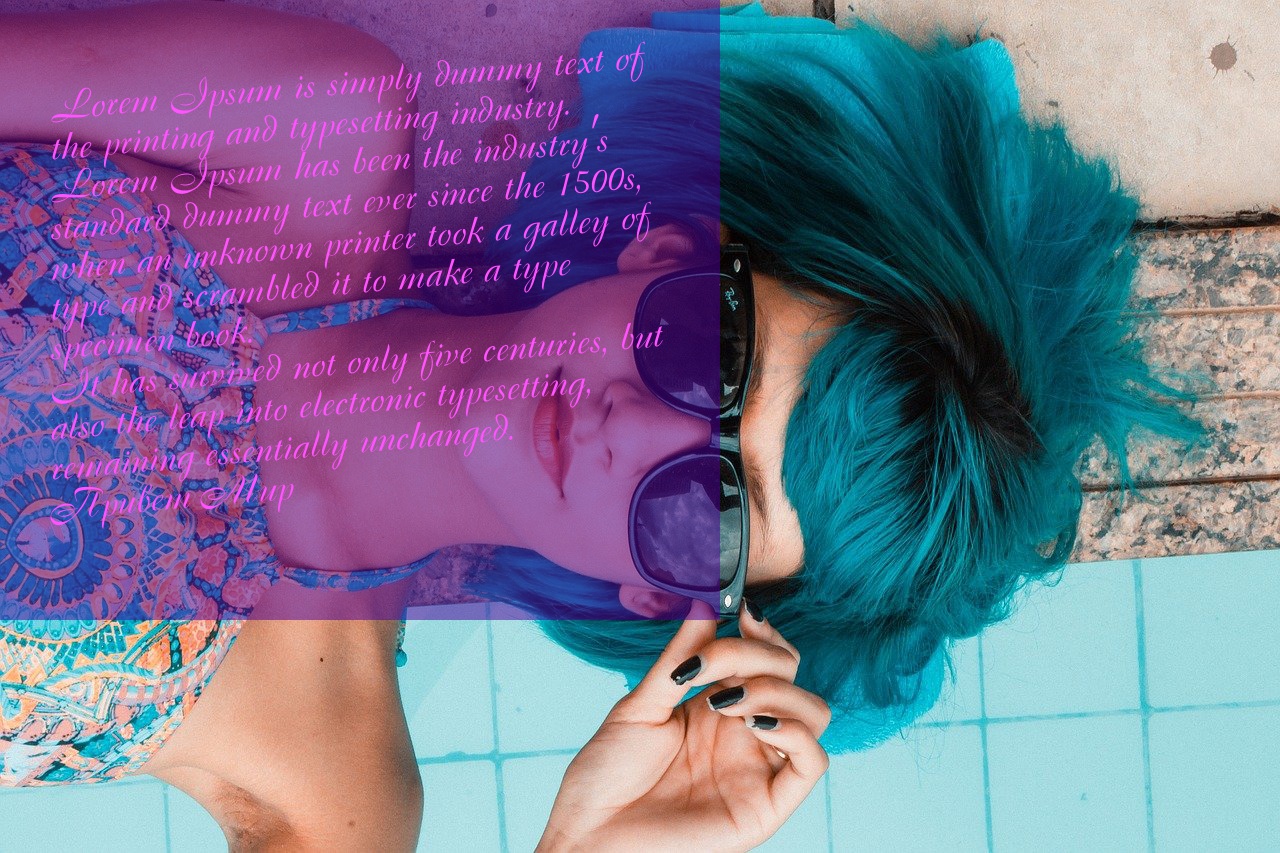 Lorem Ipsum is simply dummy text of
the printing and typesetting industry.
Lorem Ipsum has been the industry's
standard dummy text ever since the 1500s,
when an unknown printer took a galley of
type and scrambled it to make a type
specimen book.
It has survived not only five centuries, but
also the leap into electronic typesetting,
remaining essentially unchanged.
Привет Мир
Ray-Ban